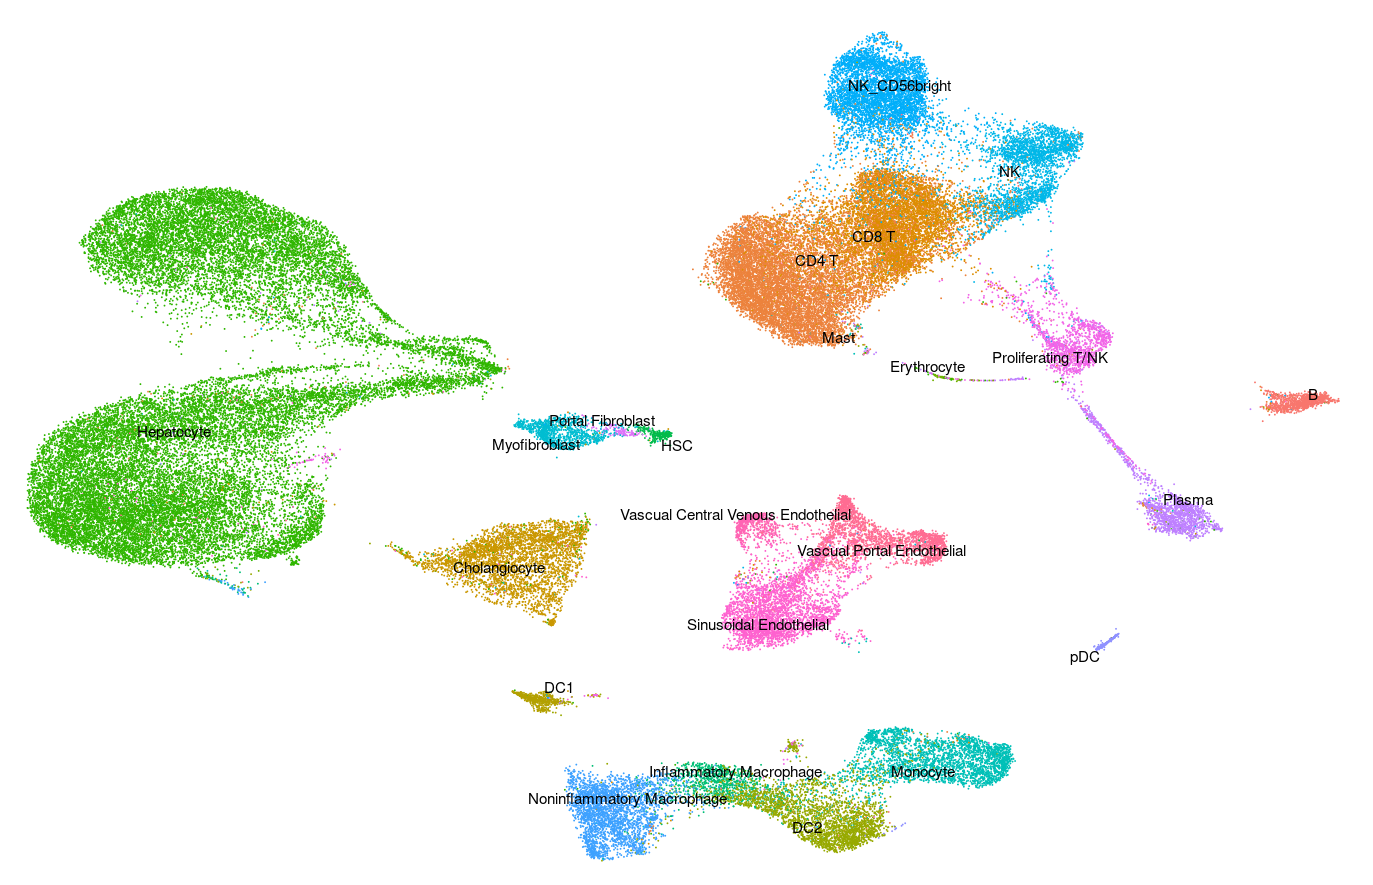 NK_CD56bright
NK
CD8 T
CD4 T
Mast
Proliferating T/NK
Erythrocyte
B
Portal Fibroblast
Hepatocyte
Myofibroblast
HSC
Plasma
Vascual Central Venous Endothelial
Vascual Portal Endothelial
Cholangiocyte
Sinusoidal Endothelial
pDC
DC1
Inflammatory Macrophage
Monocyte
Noninflammatory Macrophage
DC2